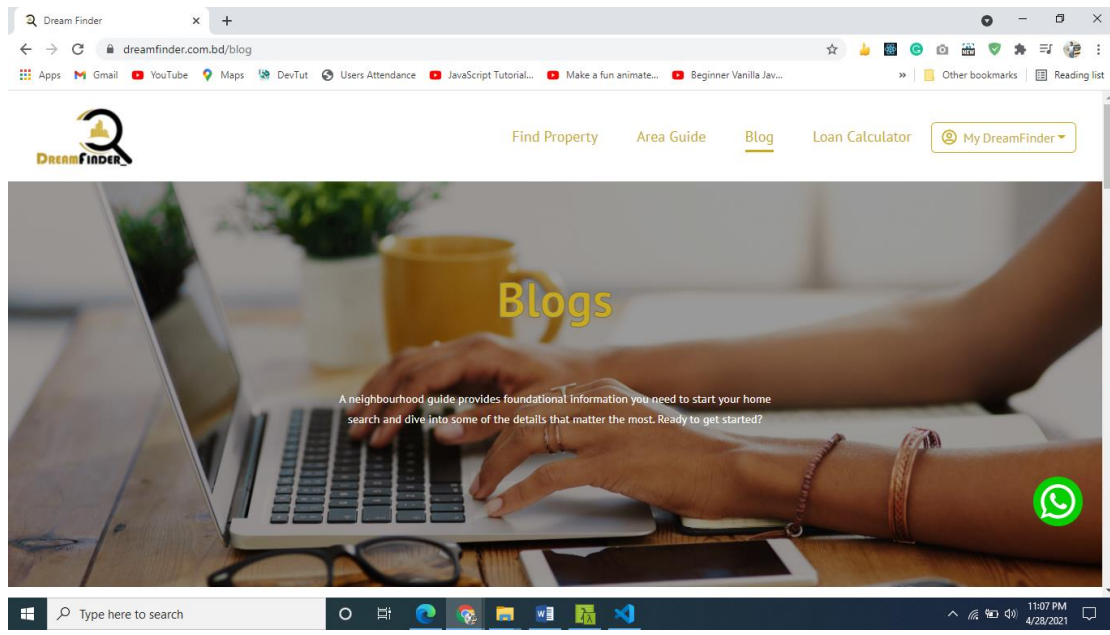 Dream Finder
dreamfinder.com.bd/blog
Apps Gmail YouTube Maps DevTut Users Attendance JavaScript Tutorial... Make a fun animate... Beginner Vanilla Jav... » Other bookmarks Reading list
DREAMFINDER
Find Property Area Guide Blog Loan Calculator My DreamFinder
Blogs
A neighbourhood guide provides foundational information you need to start your home
search and dive into some of the details that matter the most. Ready to get started?
Type here to search
11:07 PM
4/28/2021